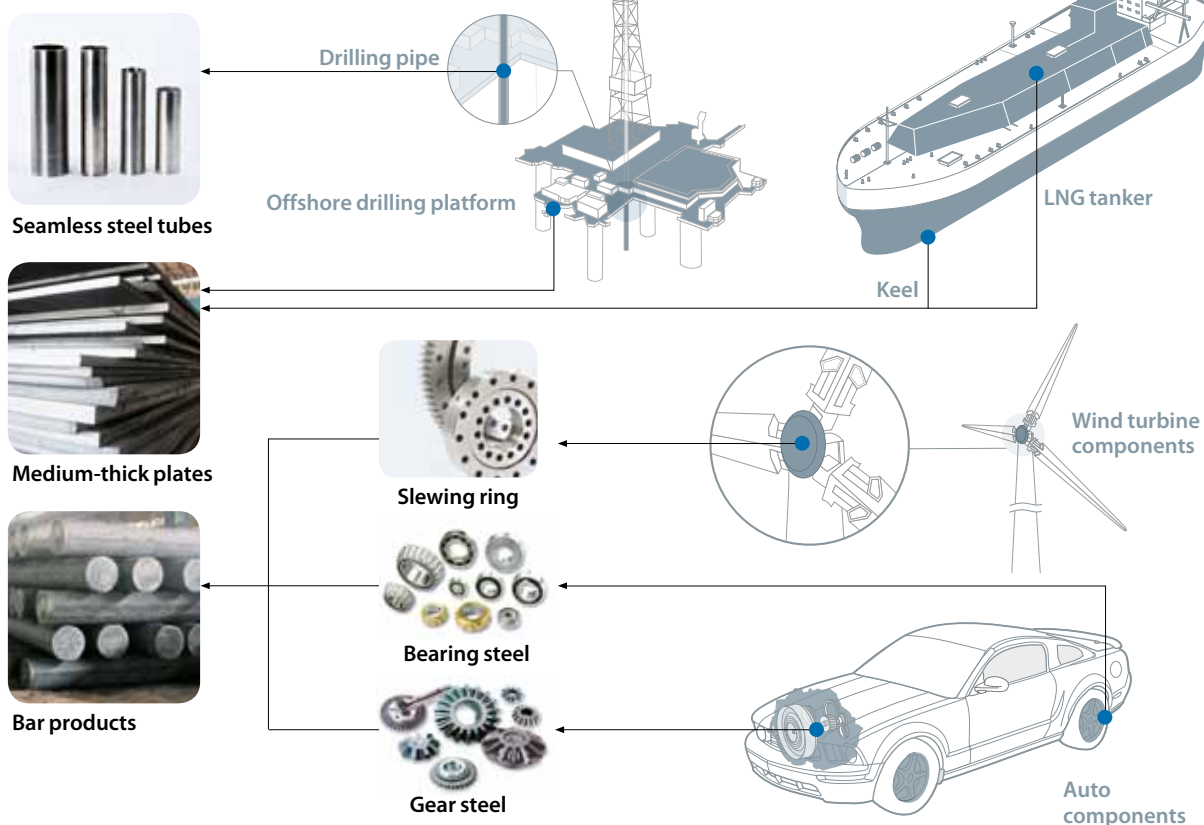 Drilling pipe
Seamless steel tubes
Offshore drilling platform
LNG tanker
Keel
Medium-thick plates
Slewing ring
Wind turbine
components
Bar products
Bearing steel
Gear steel
Auto
components